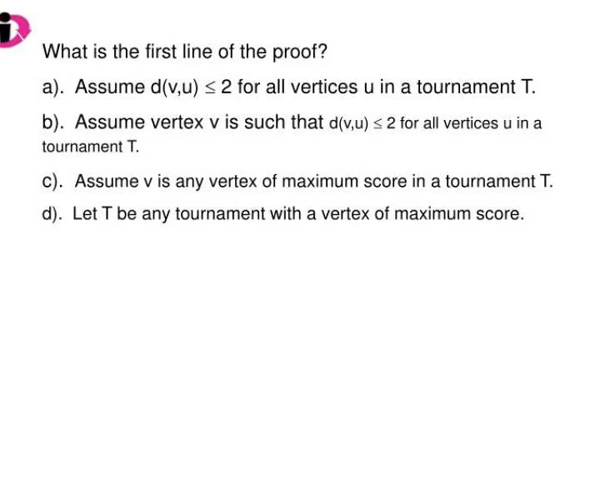 What is the first line of the proof?
a). Assume d(v,u) ≤ 2 for all vertices u in a tournament T.
b). Assume vertex v is such that d(v,u) ≤ 2 for all vertices u in a
tournament T.
c). Assume v is any vertex of maximum score in a tournament T.
d). Let T be any tournament with a vertex of maximum score.